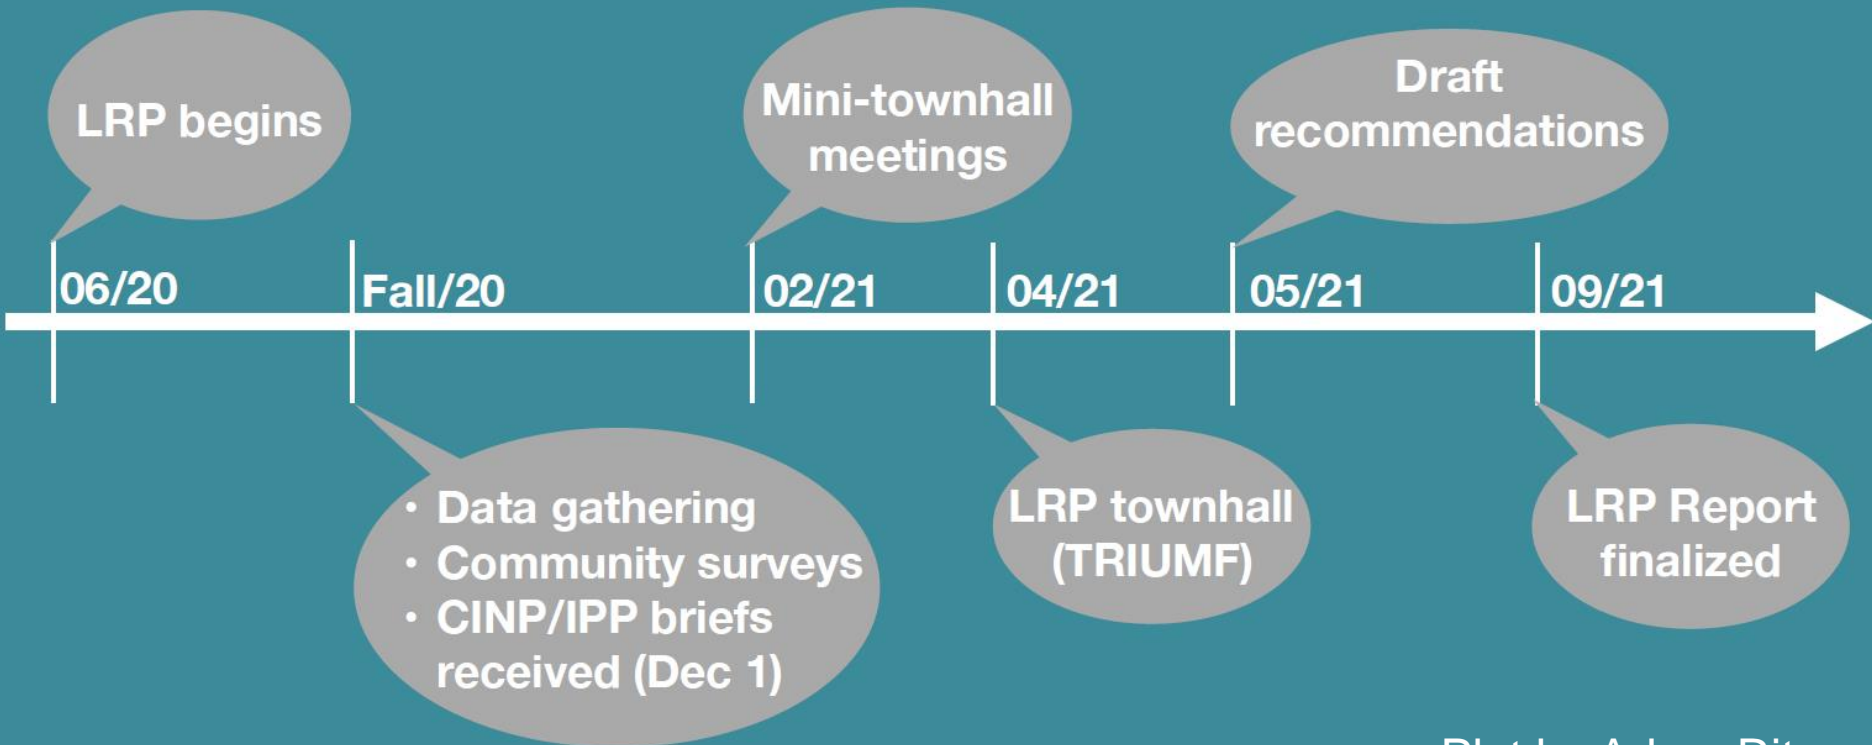 LRP begins
Mini-townhall
meetings
Draft
recommendations
06/20
Fall/20
02/21
04/21
05/21
09/21
• Data gathering
• Community surveys
• CINP/IPP briefs
received (Dec 1)
LRP townhall
(TRIUMF)
LRP Report
finalized